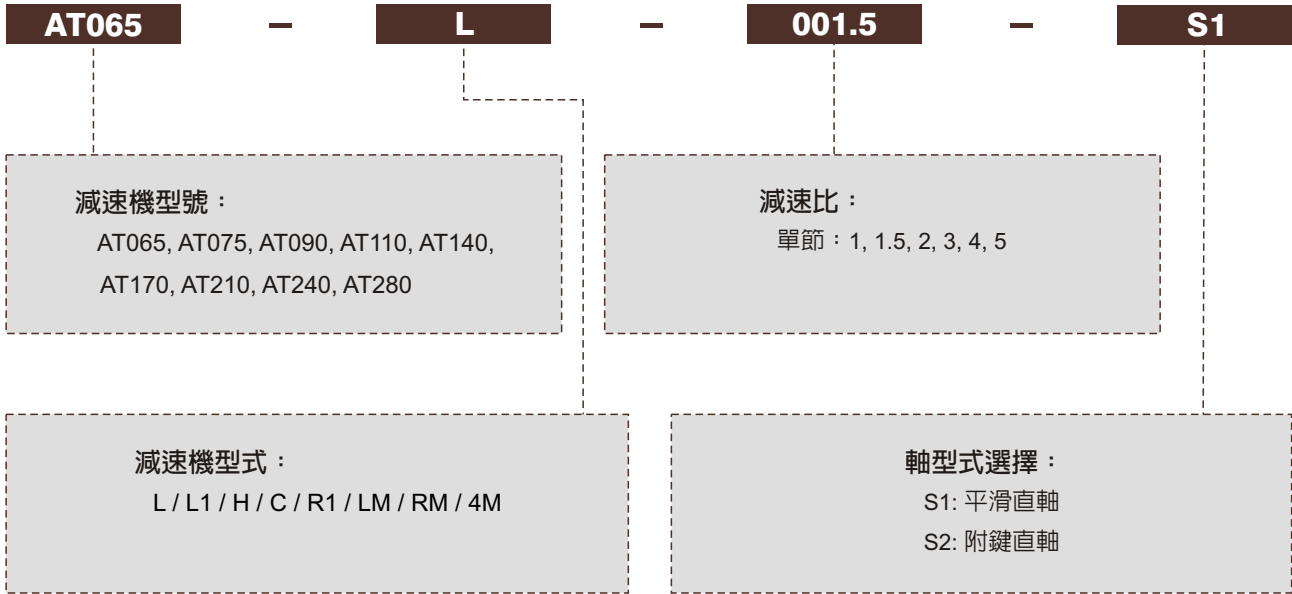 AT065 – L – 001.5 – S1
減速機型號：
AT065, AT075, AT090, AT110, AT140,
AT170, AT210, AT240, AT280
減速比：
單節：1, 1.5, 2, 3, 4, 5
減速機型式：
L / L1 / H / C / R1 / LM / RM / 4M
軸型式選擇：
S1: 平滑直軸
S2: 附鍵直軸